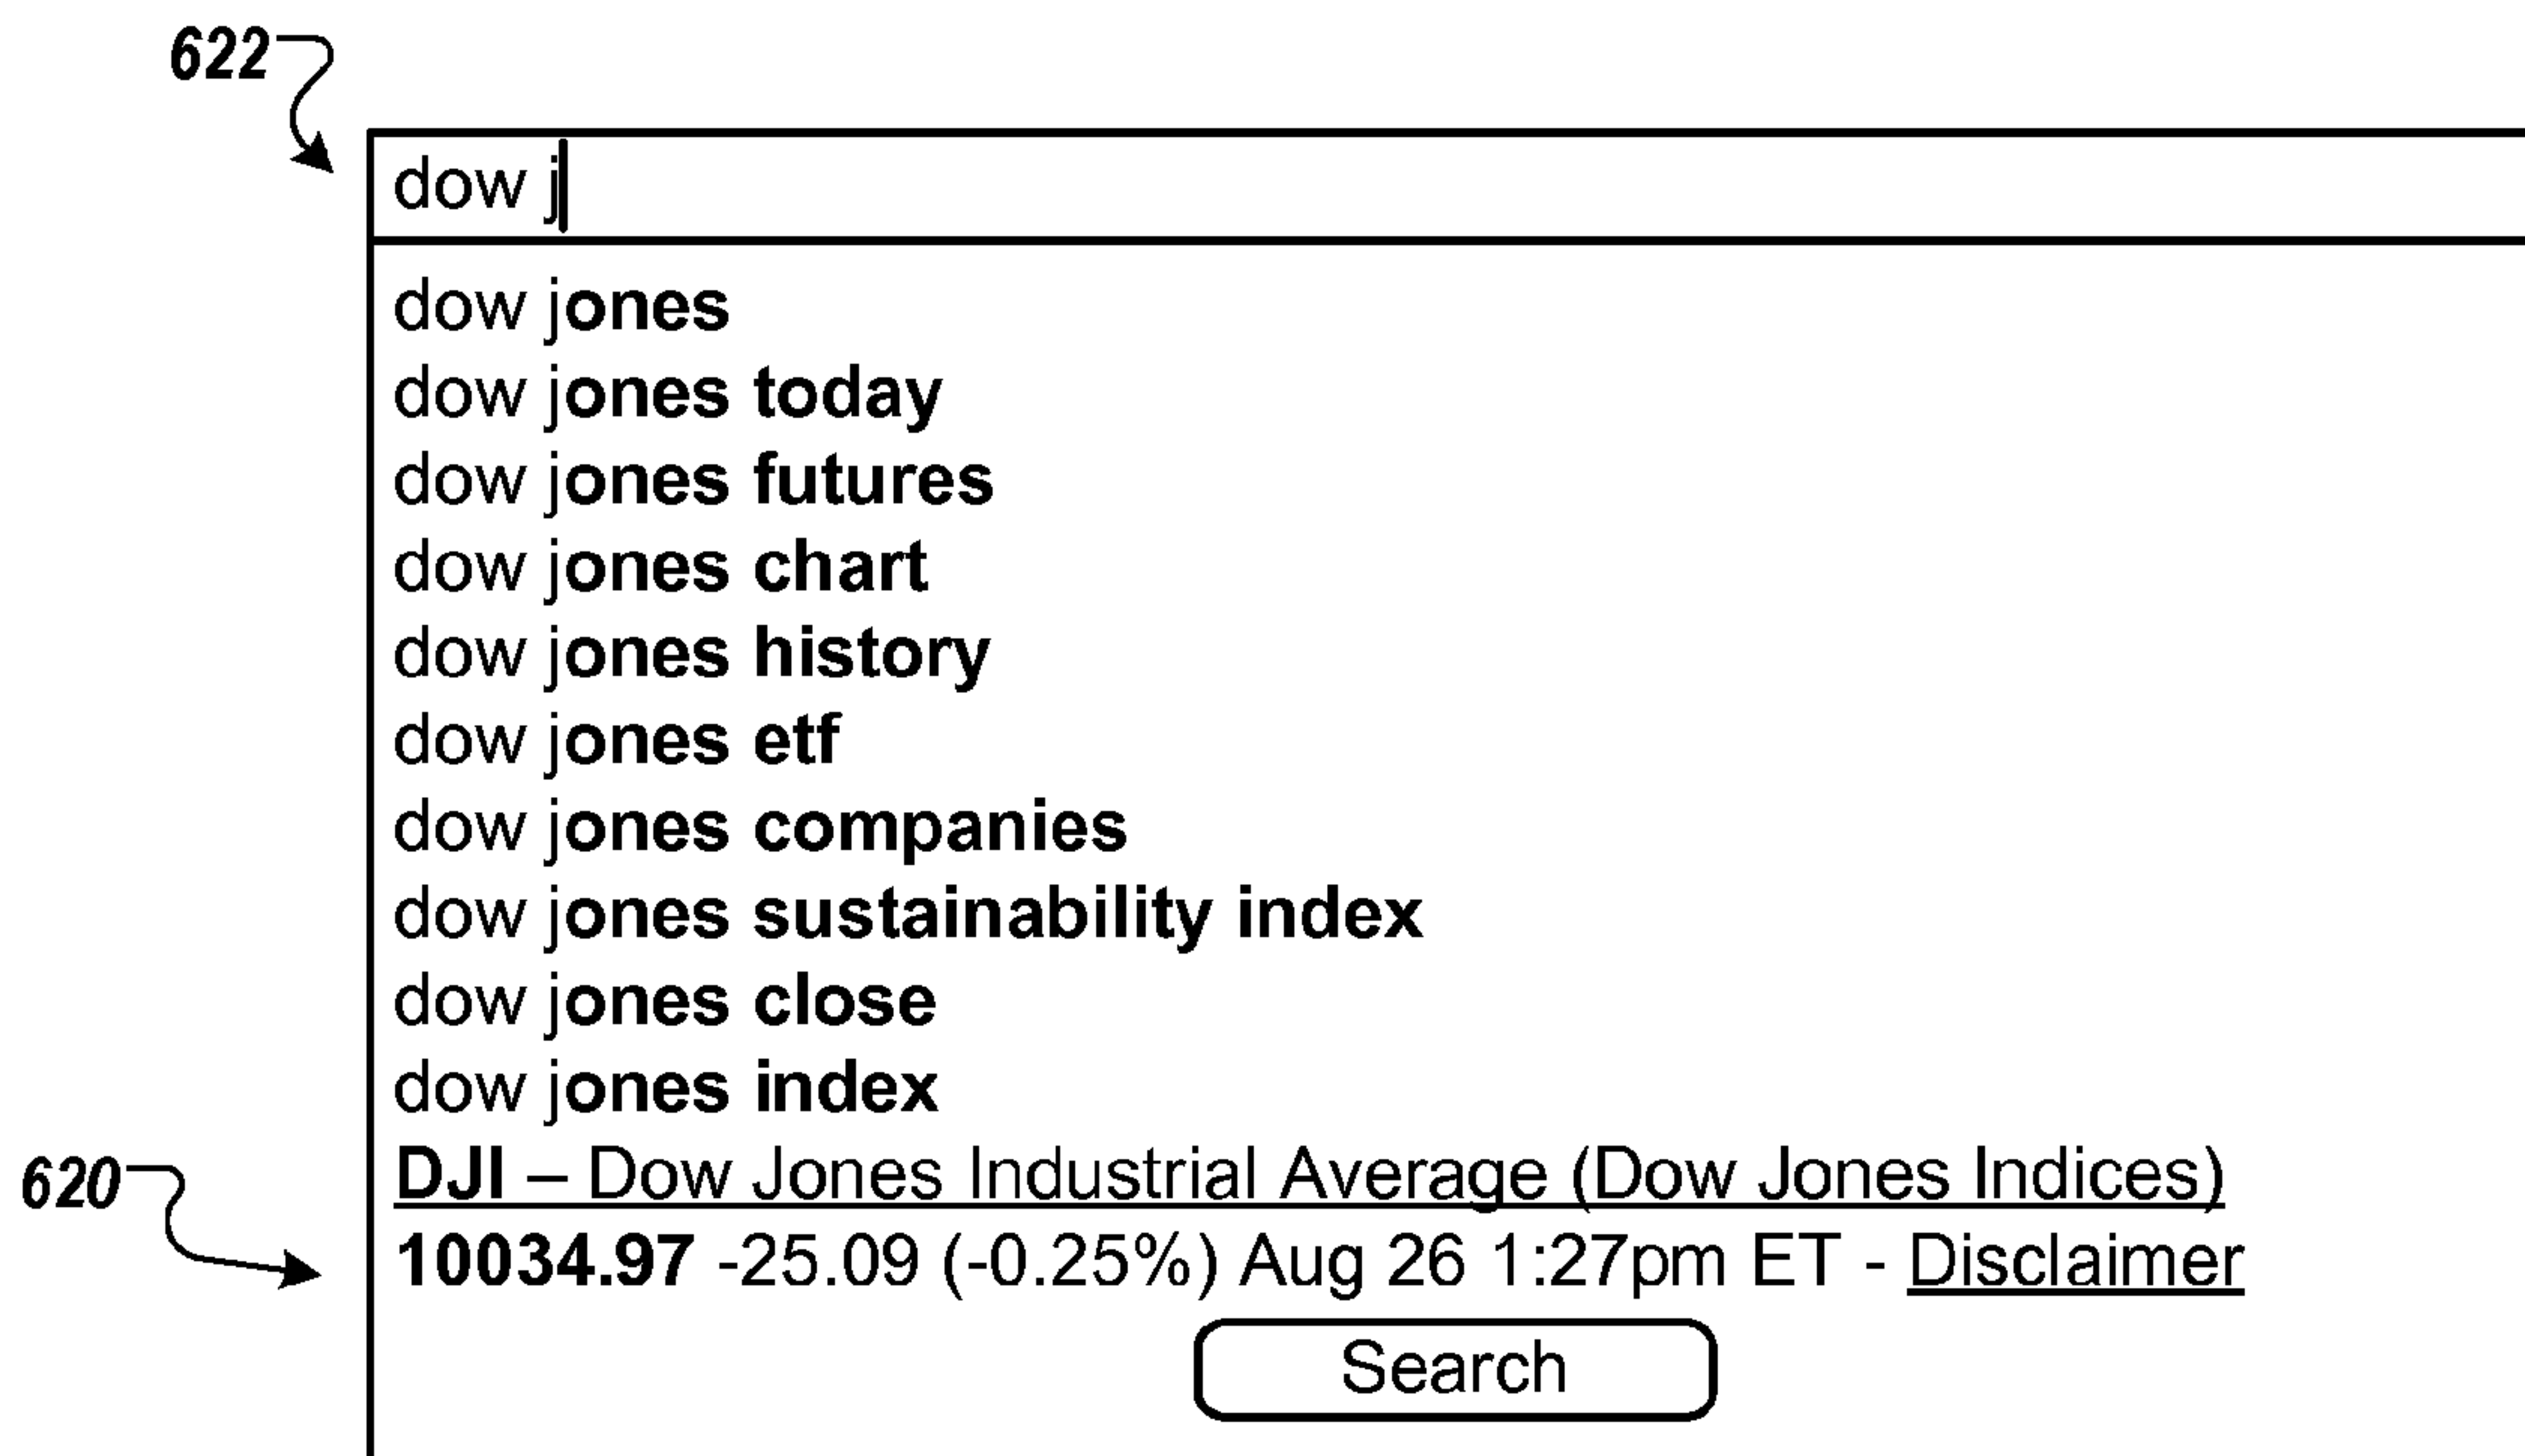 622
dow j
dow jones
dow jones today
dow jones futures
dow jones chart
dow jones history
dow jones etf
dow jones companies
dow jones sustainability index
dow jones close
dow jones index
620
DJI – Dow Jones Industrial Average (Dow Jones Indices)
10034.97 -25.09 (-0.25%) Aug 26 1:27pm ET - Disclaimer
Search